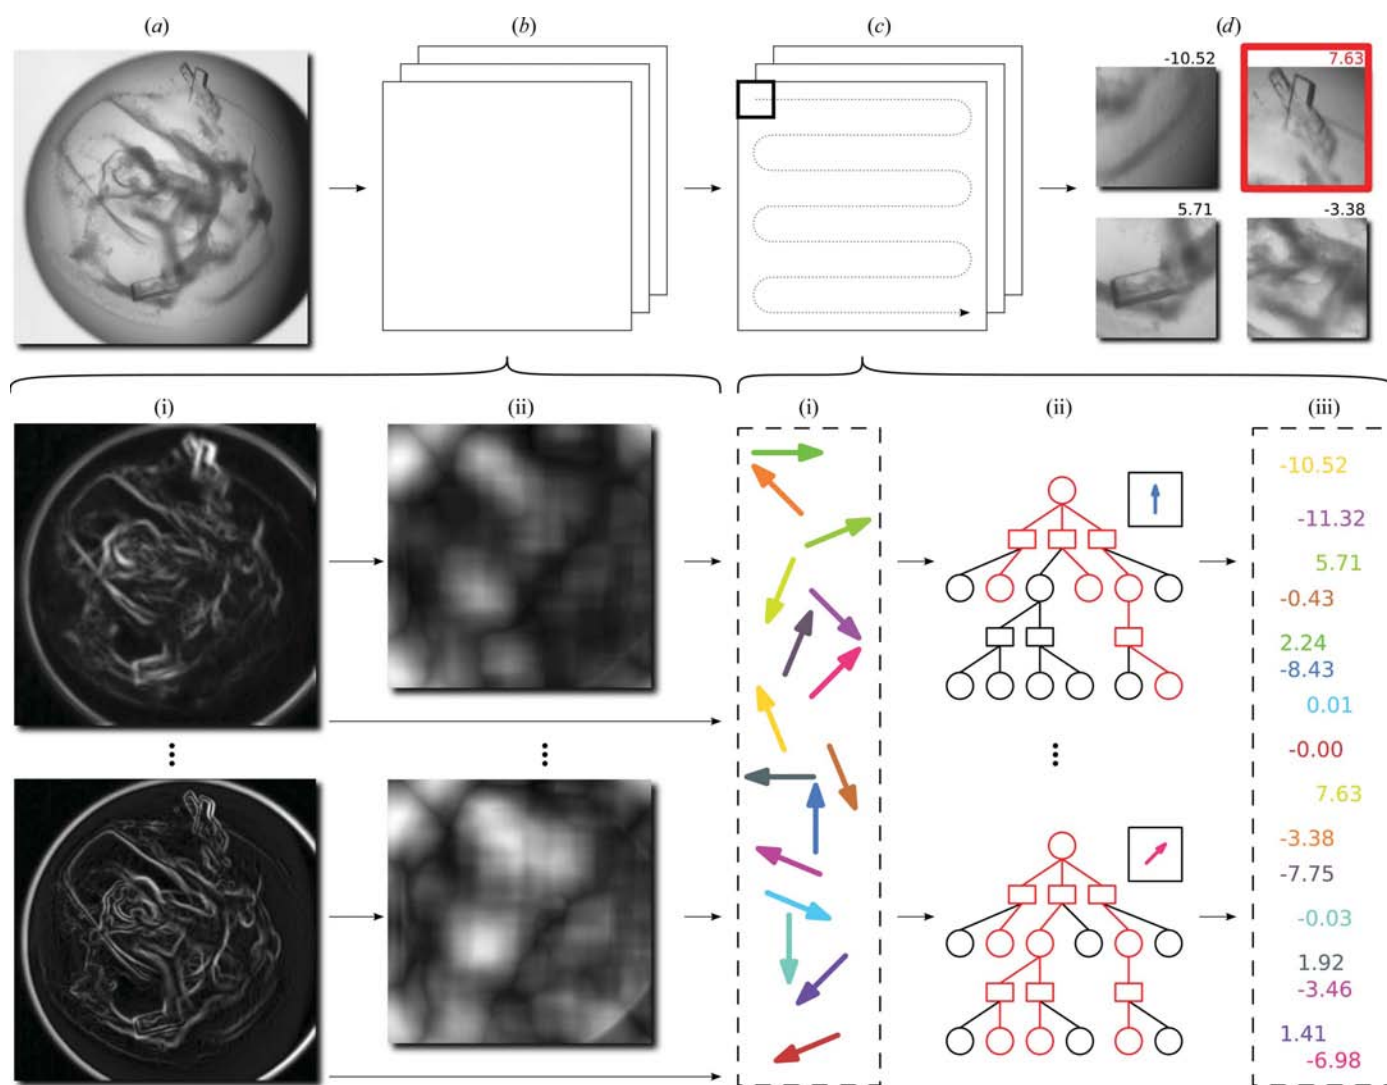 (a)
(b)
(c)
(d)
-10.52
7.63
5.71
-3.38
(i)
(ii)
(i)
(ii)
(iii)
-10.52
-11.32
5.71
-0.43
2.24
-8.43
0.01
-0.00
7.63
-3.38
-7.75
-0.03
1.92
-3.46
1.41
-6.98